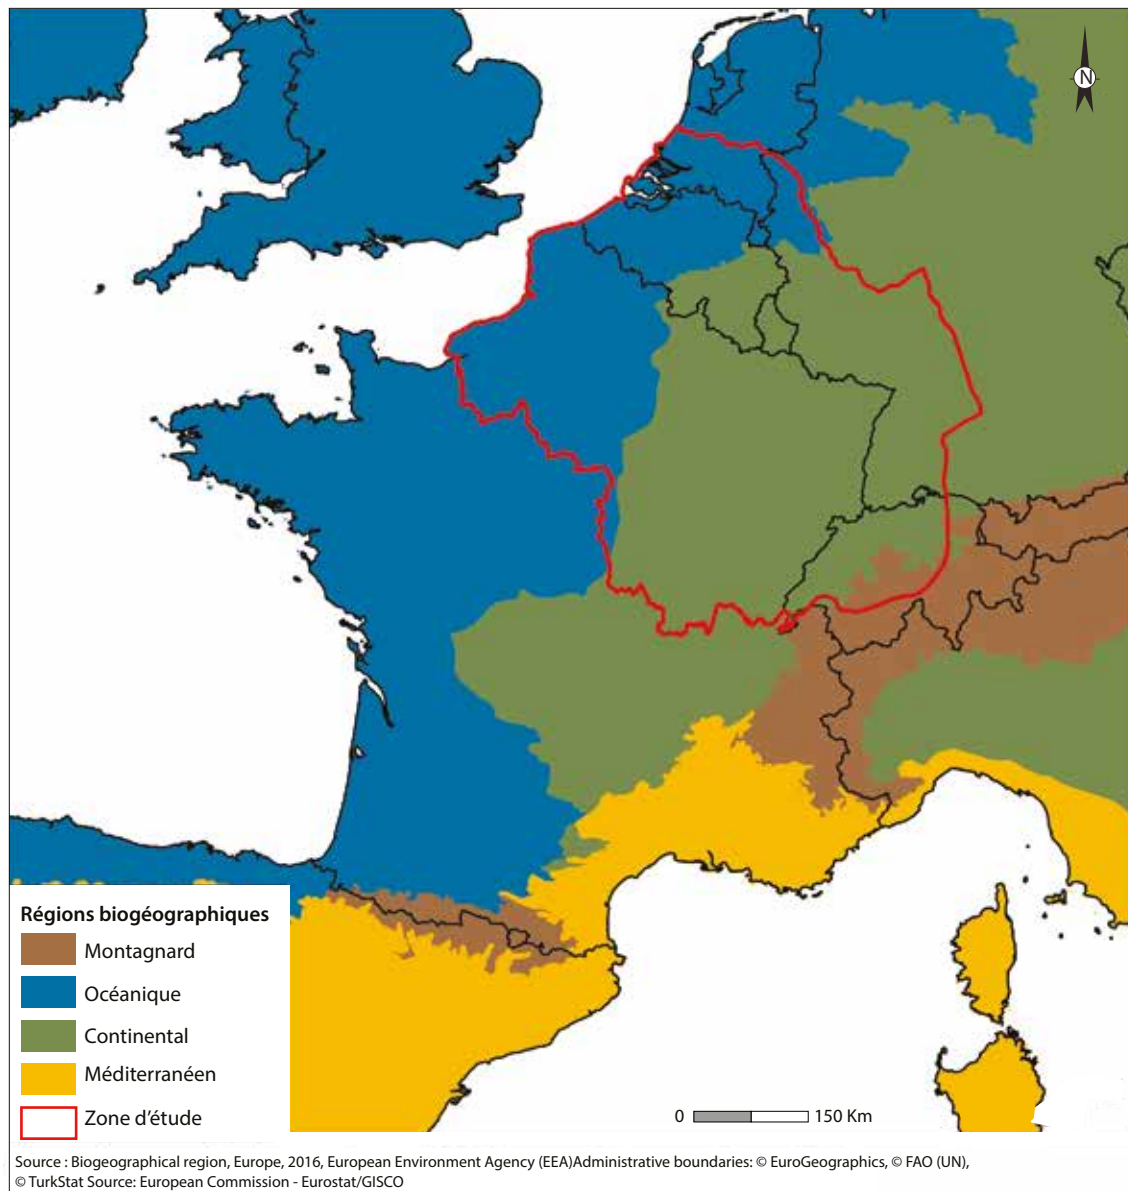 N
Régions biogéographiques
Montagnard
Océanique
Continental
Méditerranéen
Zone d'étude
0 150 Km
Source : Biogeographical region, Europe, 2016, European Environment Agency (EEA)Administrative boundaries: © EuroGeographics, © FAO (UN),
© TurkStat Source: European Commission - Eurostat/GISCO